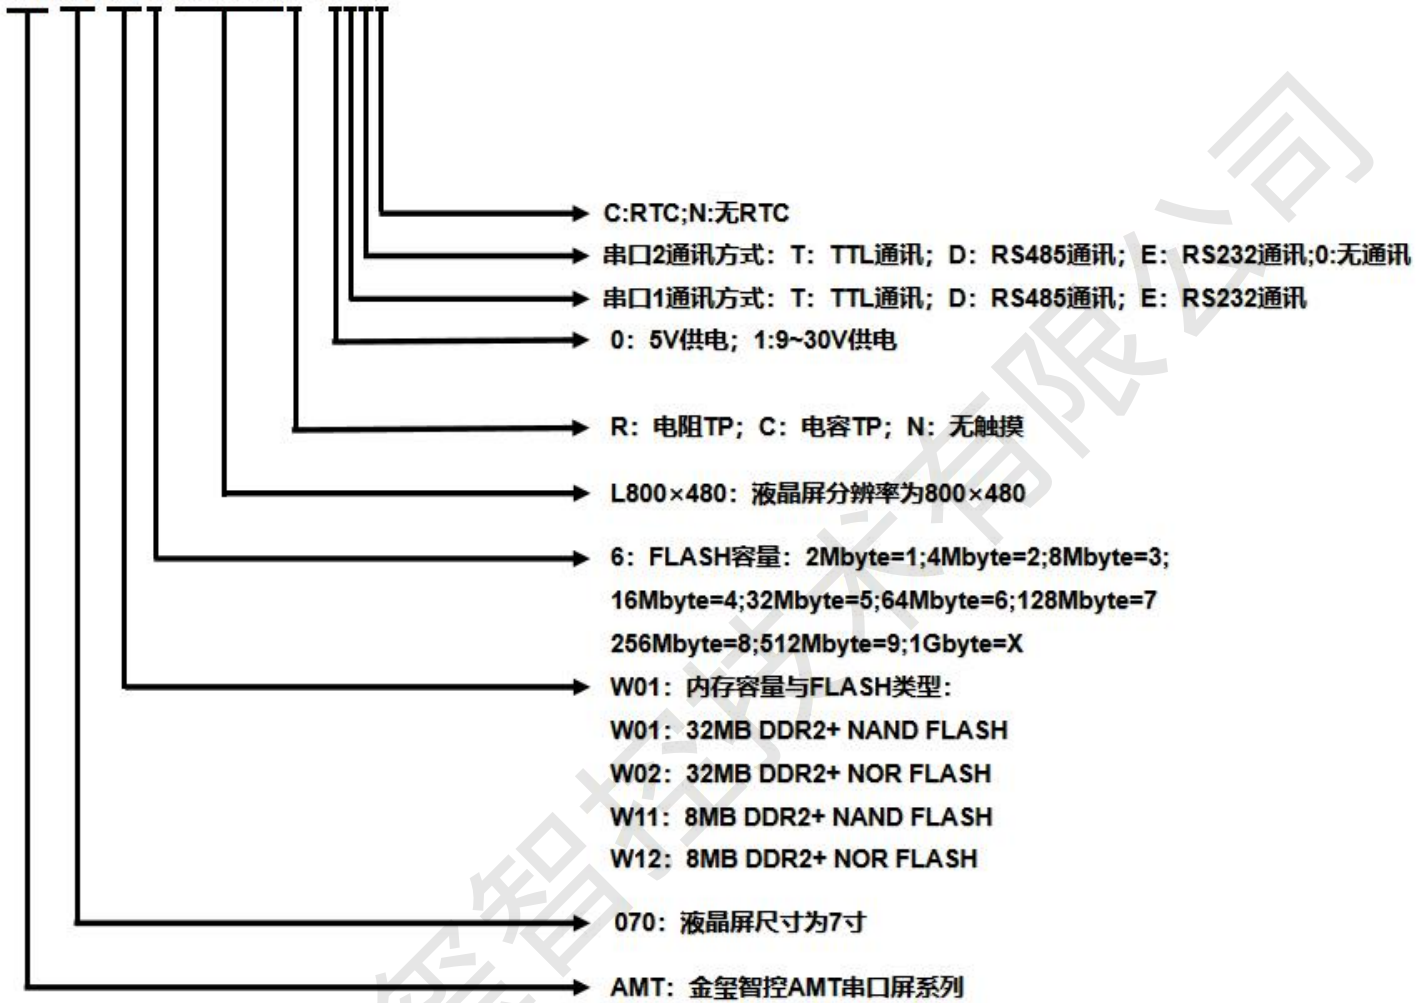 C:RTC;N:无RTC
串口2通讯方式：T：TTL通讯；D：RS485通讯；E：RS232通讯;0:无通讯
串口1通讯方式：T：TTL通讯；D：RS485通讯；E：RS232通讯
0：5V供电；1:9~30V供电
R：电阻TP；C：电容TP；N：无触摸
L800×480：液晶屏分辨率为800×480
6：FLASH容量：2Mbyte=1;4Mbyte=2;8Mbyte=3;
16Mbyte=4;32Mbyte=5;64Mbyte=6;128Mbyte=7
256Mbyte=8;512Mbyte=9;1Gbyte=X
W01：内存容量与FLASH类型：
W01：32MB DDR2+ NAND FLASH
W02：32MB DDR2+ NOR FLASH
W11：8MB DDR2+ NAND FLASH
W12：8MB DDR2+ NOR FLASH
070：液晶屏尺寸为7寸
AMT：金玺智控AMT串口屏系列
玺智控技术有限公司